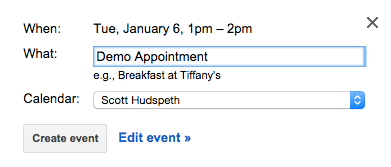 When: Tue, January 6, 1pm – 2pm
What: Demo Appointment
e.g., Breakfast at Tiffany's
Calendar: Scott Hudspeth
Create event Edit event »